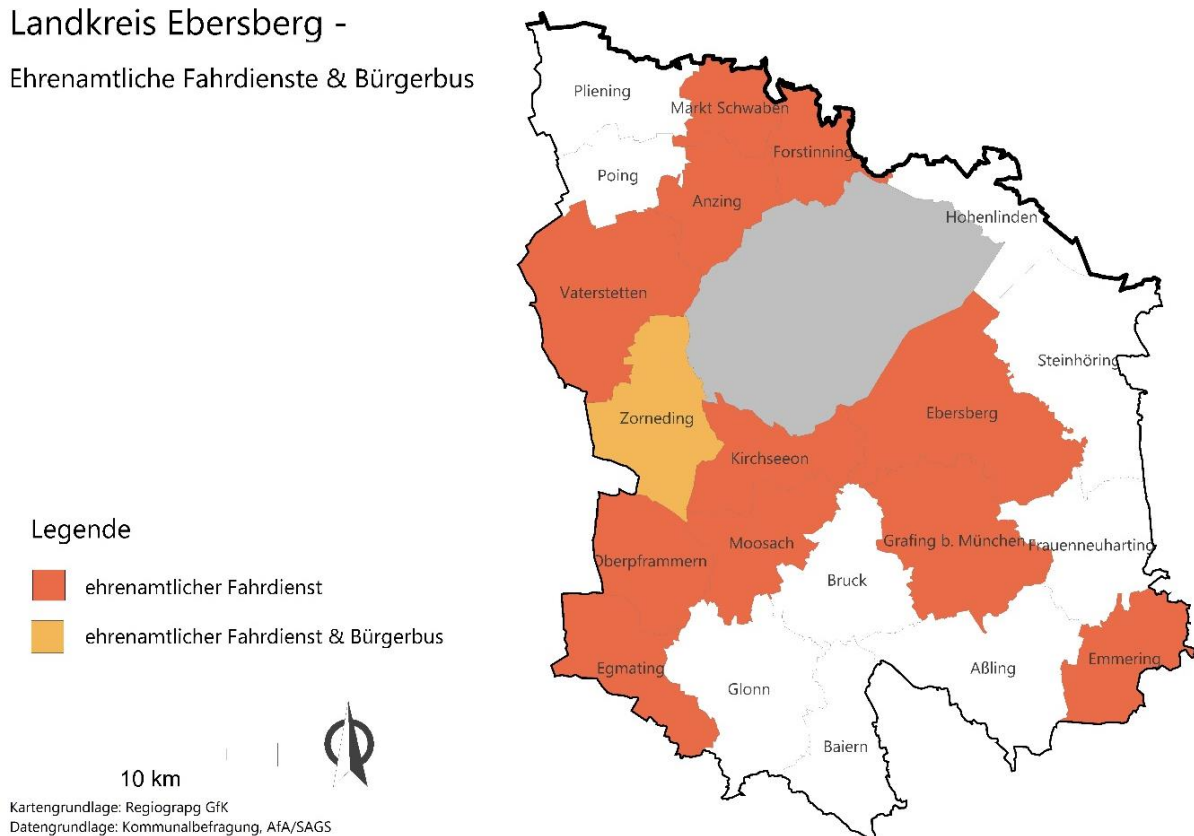 Landkreis Ebersberg -
Ehrenamtliche Fahrdienste & Bürgerbus
Pliening
Markt Schwaben
Forstinning
Poing
Anzing
Hohenlinden
Vaterstetten
Steinhöring
Zorneding
Ebersberg
Kirchseeon
Moosach
Grafing b. München
Frauenneuharting
Oberpframmern
Bruck
Egmating
Glonn
Aßling
Emmering
Baiern
Legende
ehrenamtlicher Fahrdienst
ehrenamtlicher Fahrdienst & Bürgerbus
10 km
Kartengrundlage: Regiograpg GfK
Datengrundlage: Kommunalbefragung, AfA/SAGS